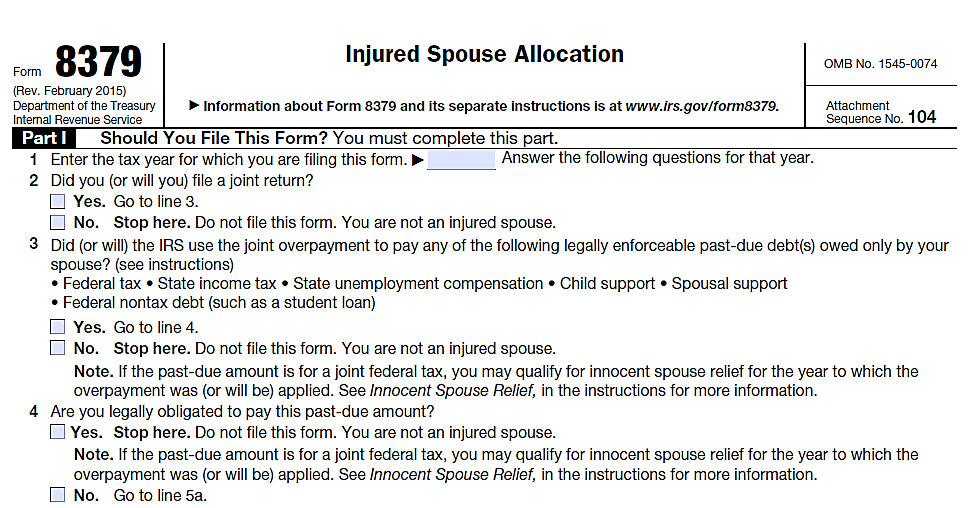 Form 8379
(Rev. February 2015)
Department of the Treasury
Internal Revenue Service
Injured Spouse Allocation
▶ Information about Form 8379 and its separate instructions is at www.irs.gov/form8379.
OMB No. 1545-0074
Attachment
Sequence No. 104
Part I Should You File This Form? You must complete this part.
1 Enter the tax year for which you are filing this form. ▶ Answer the following questions for that year.
2 Did you (or will you) file a joint return?
Yes. Go to line 3.
No. Stop here. Do not file this form. You are not an injured spouse.
3 Did (or will) the IRS use the joint overpayment to pay any of the following legally enforceable past-due debt(s) owed only by your
spouse? (see instructions)
• Federal tax • State income tax • State unemployment compensation • Child support • Spousal support
• Federal nontax debt (such as a student loan)
Yes. Go to line 4.
No. Stop here. Do not file this form. You are not an injured spouse.
Note. If the past-due amount is for a joint federal tax, you may qualify for innocent spouse relief for the year to which the
overpayment was (or will be) applied. See Innocent Spouse Relief, in the instructions for more information.
4 Are you legally obligated to pay this past-due amount?
Yes. Stop here. Do not file this form. You are not an injured spouse.
Note. If the past-due amount is for a joint federal tax, you may qualify for innocent spouse relief for the year to which the
overpayment was (or will be) applied. See Innocent Spouse Relief, in the instructions for more information.
No. Go to line 5a.